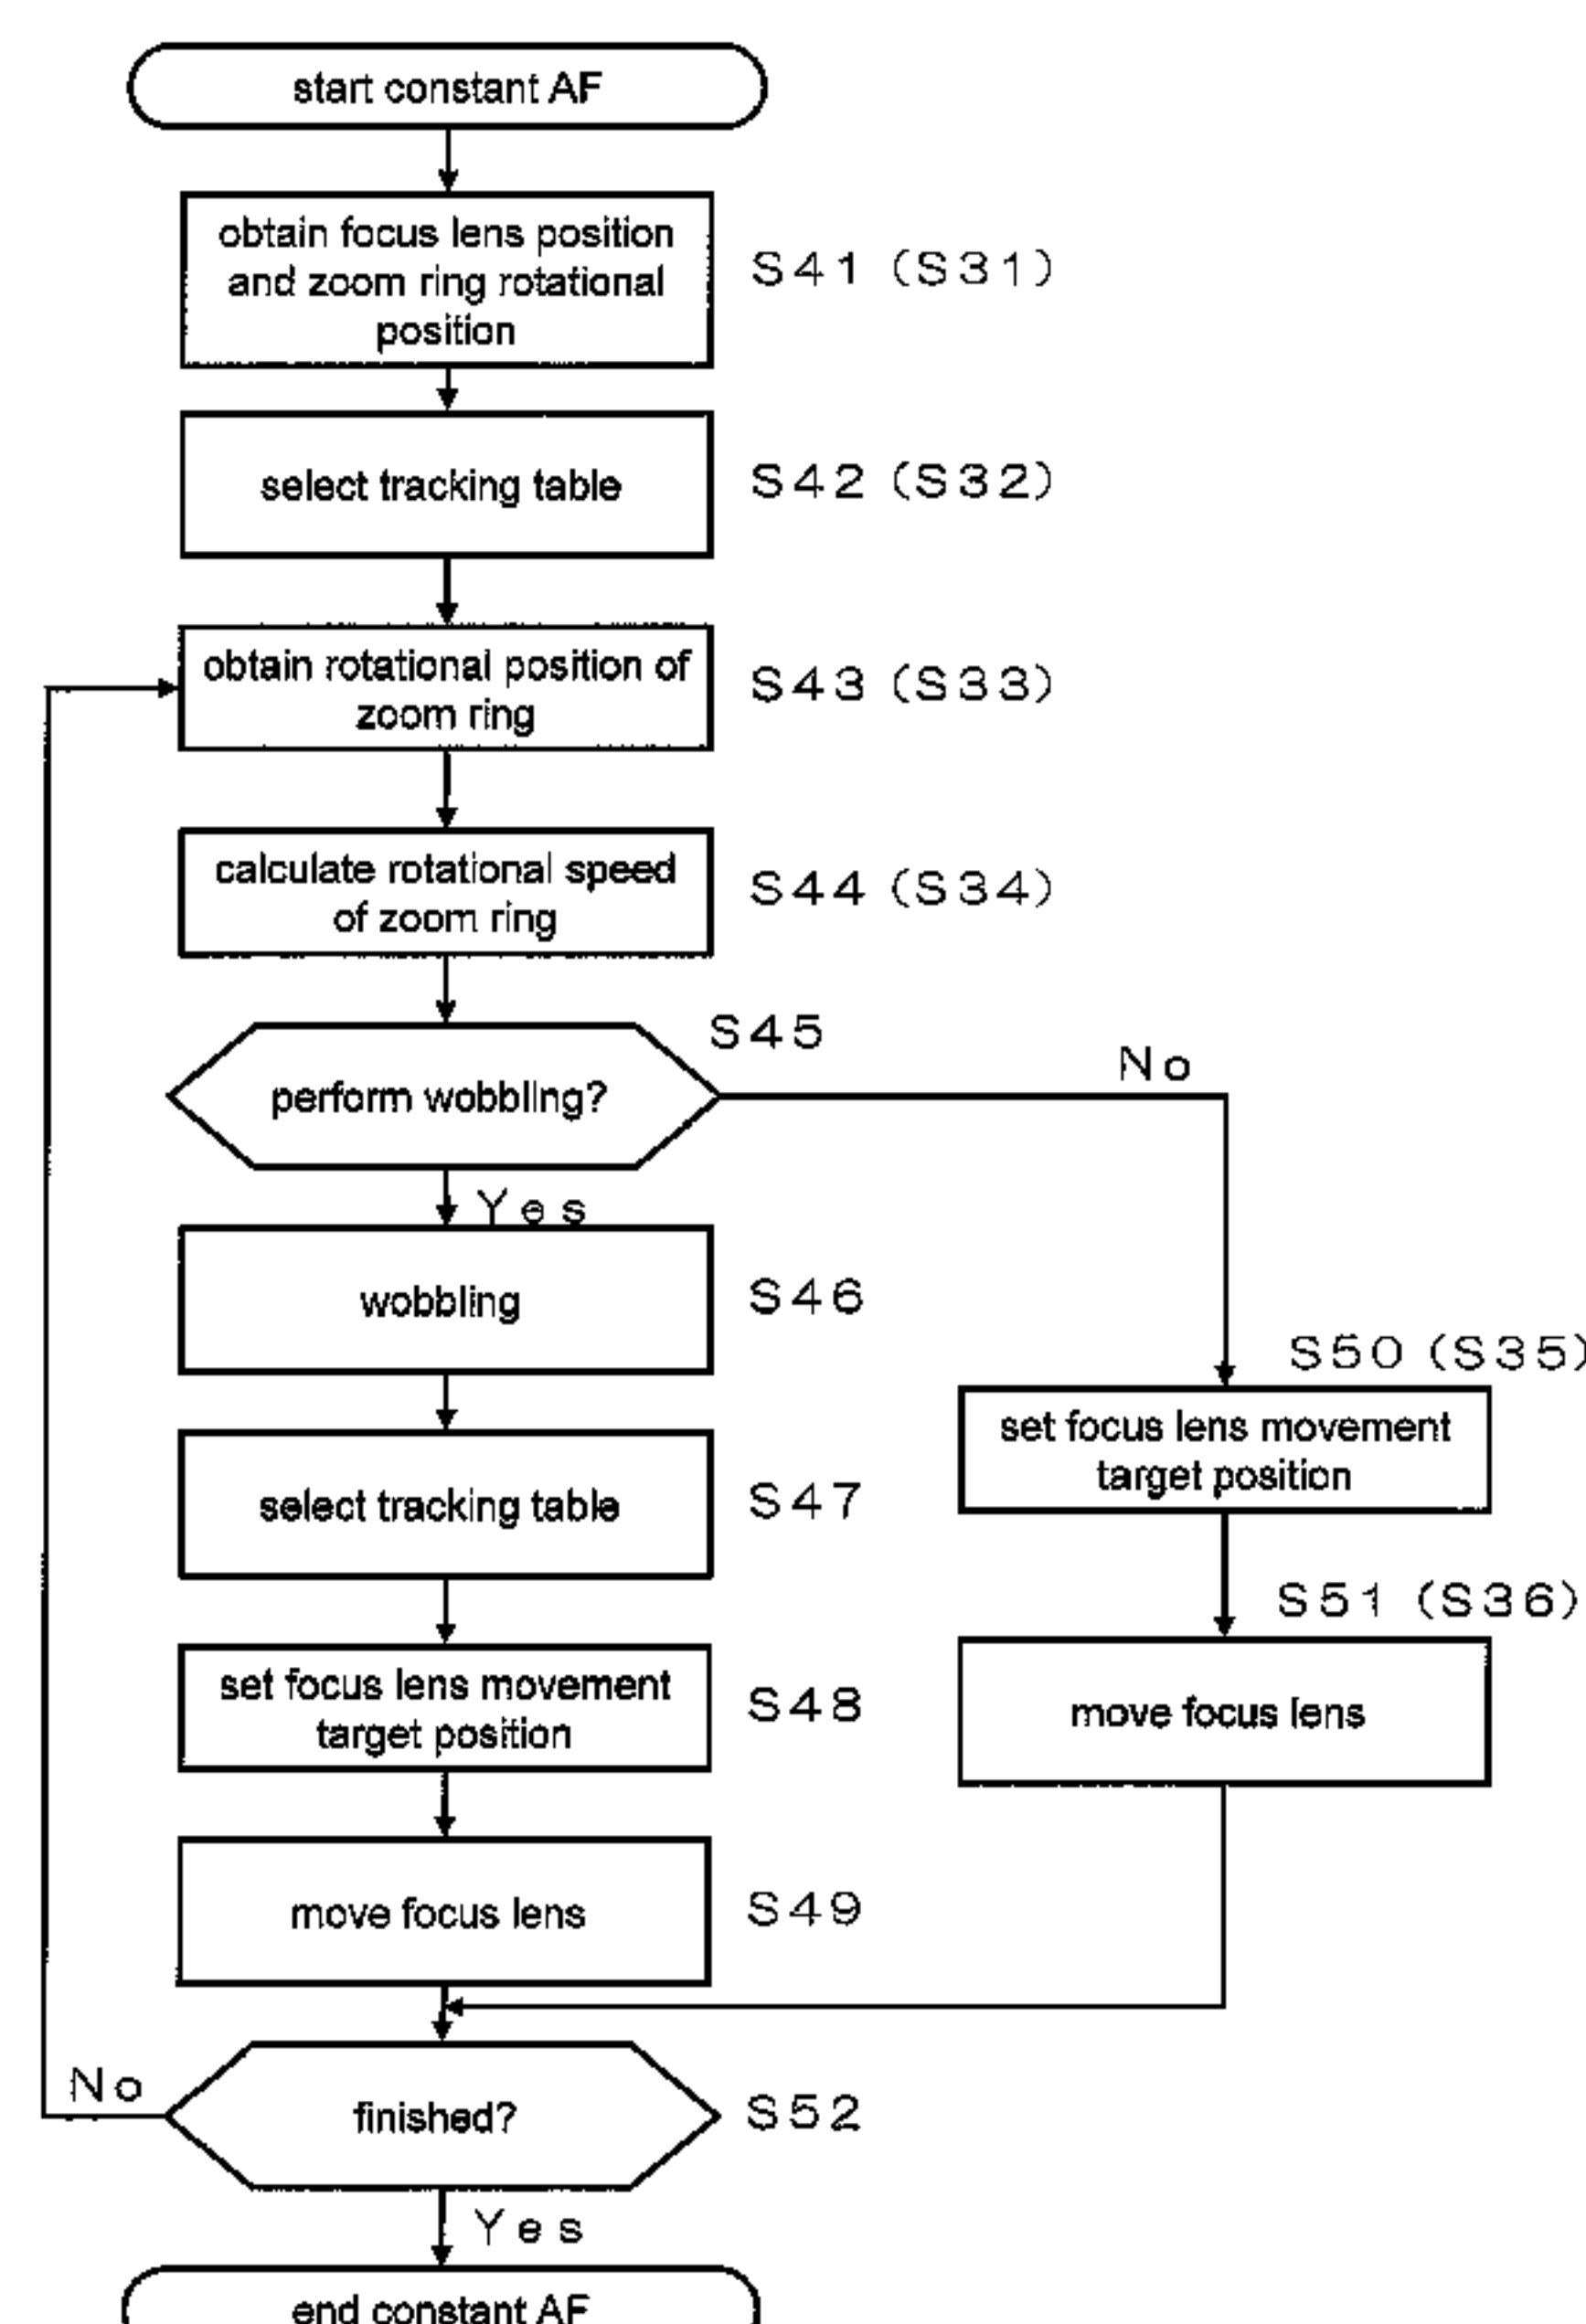 start constant AF
obtain focus lens position
and zoom ring rotational
position
S41 (S31)
select tracking table
S42 (S32)
obtain rotational position of
zoom ring
S43 (S33)
calculate rotational speed
of zoom ring
S44 (S34)
S45
perform wobbling?
No
Yes
wobbling
S46
S50 (S35)
set focus lens movement
target position
select tracking table
S47
S51 (S36)
move focus lens
set focus lens movement
target position
S48
move focus lens
S49
No
finished?
S52
Yes
end constant AF